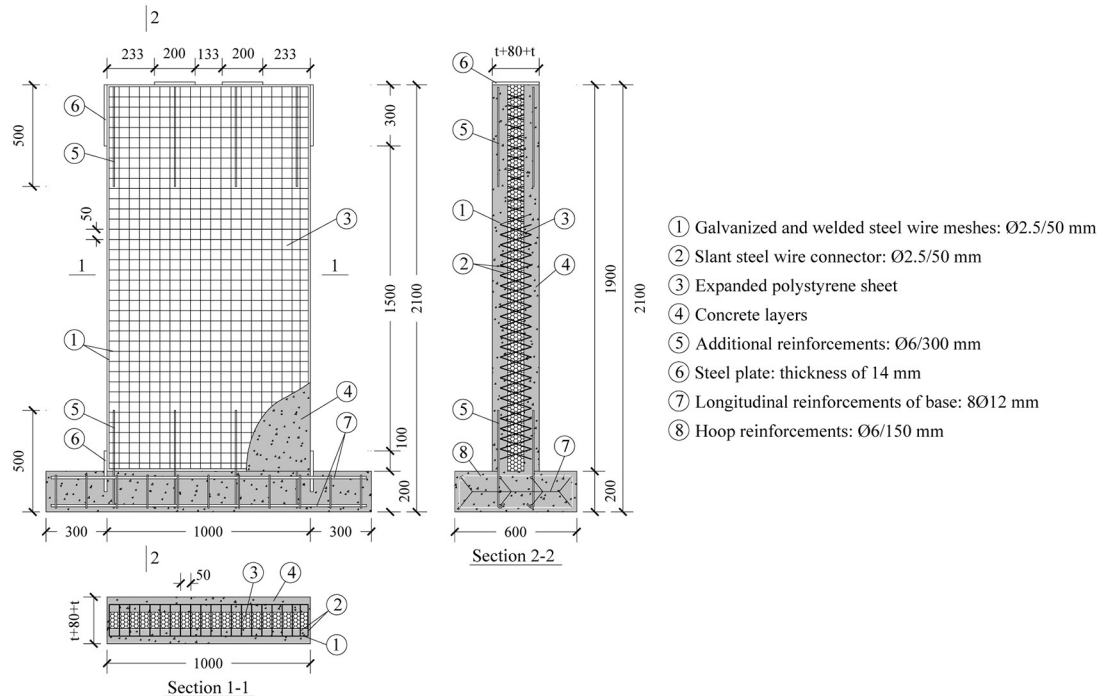 2
233 200 133 200 233
6
5
500
50
3
1 1
1
4
5
7
6
500
300
1500
2100
100
200
300 1000 300
2
t+80+t
6
5
1
3
2
4
5
8
7
1900
2100
200
600
Section 2-2
50
3
4
2
1
t+80+t
1000
Section 1-1
1 Galvanized and welded steel wire meshes: Ø2.5/50 mm
2 Slant steel wire connector: Ø2.5/50 mm
3 Expanded polystyrene sheet
4 Concrete layers
5 Additional reinforcements: Ø6/300 mm
6 Steel plate: thickness of 14 mm
7 Longitudinal reinforcements of base: 8Ø12 mm
8 Hoop reinforcements: Ø6/150 mm